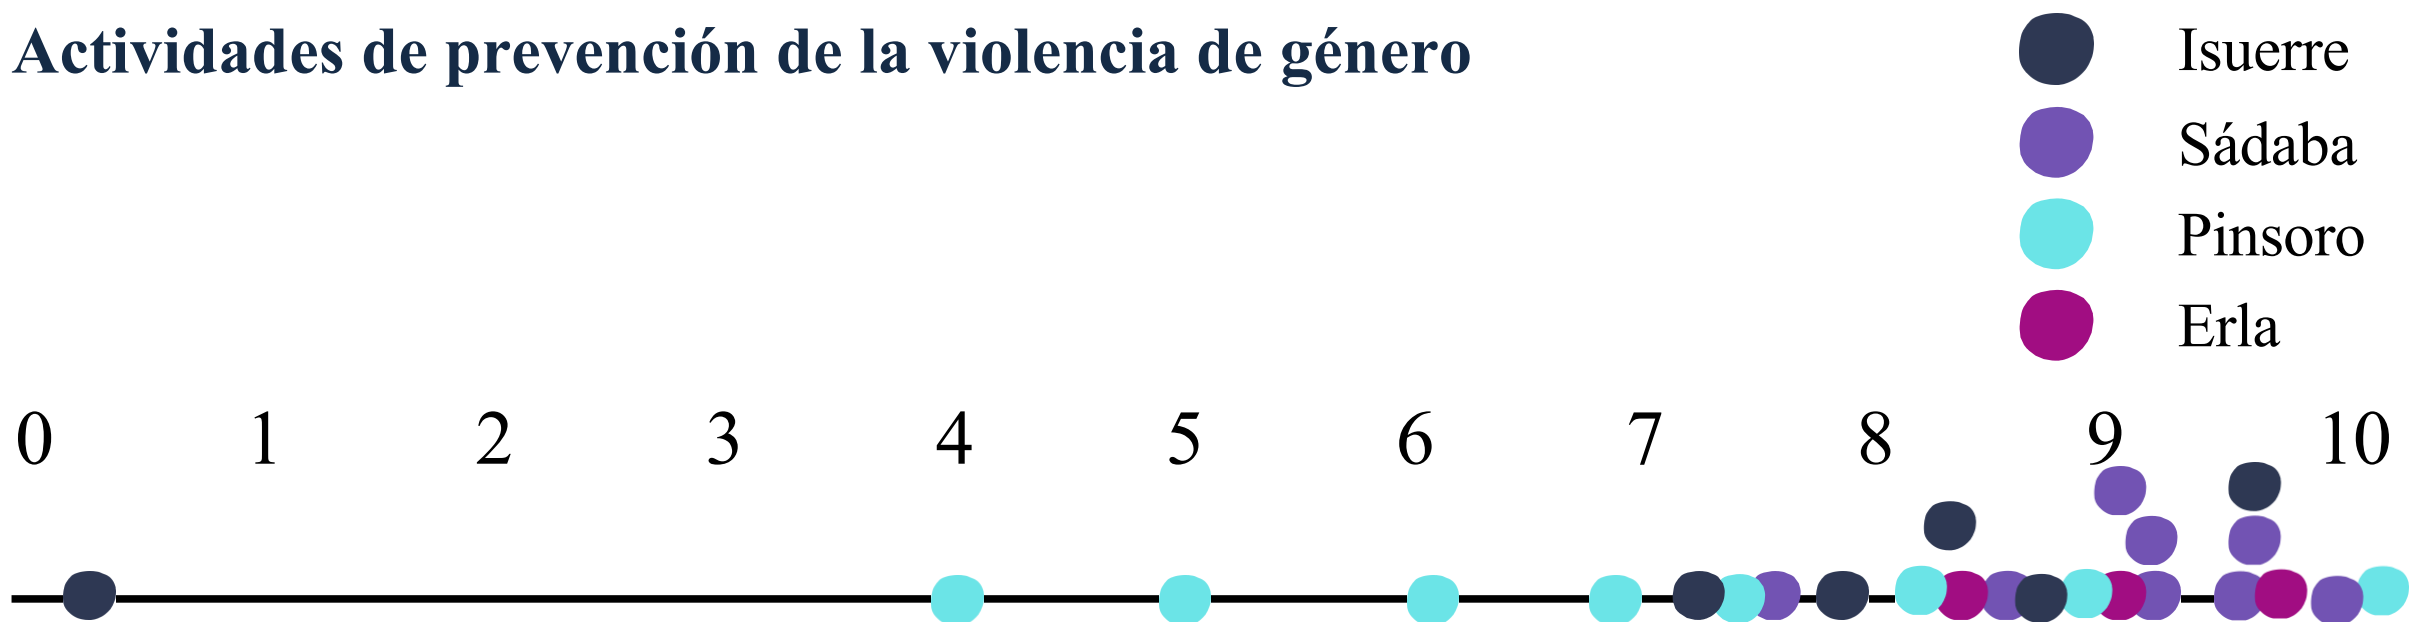 Actividades de prevención de la violencia de género
Isuerre
Sádaba
Pinsoro
Erla
0 1 2 3 4 5 6 7 8 9 10